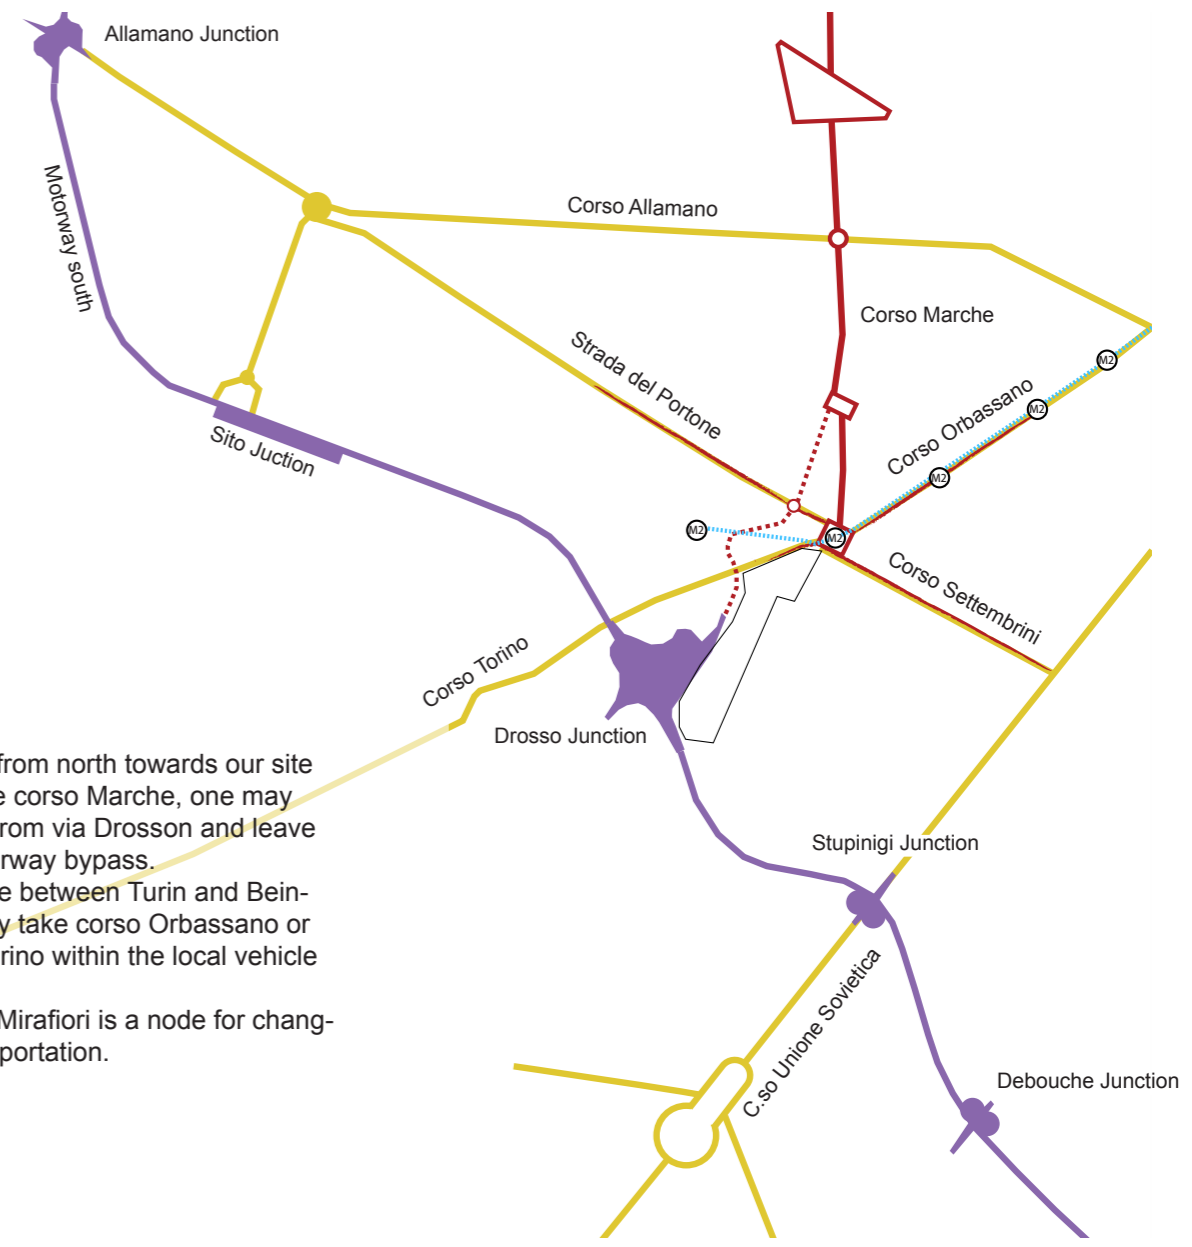 Allamano Junction
Motorway south
Corso Allamano
Corso Marche
Strada del Portone
M2
Corso Orbassano
M2
Sito Juction
M2
M2
M2
Corso Settembrini
Corso Torino
Drosso Junction
from north towards our site
e corso Marche, one may
rom via Drosson and leave
rway bypass.
e between Turin and Bein-
y take corso Orbassano or
rino within the local vehicle
Mirafiori is a node for chang-
portation.
Stupinigi Junction
C.so Unione Sovietica
Debouche Junction